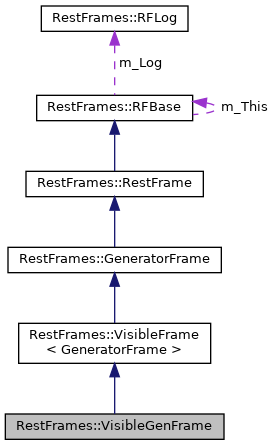 RestFrames::RFLog
m_Log
RestFrames::RFBase
m_This
RestFrames::RestFrame
RestFrames::GeneratorFrame
RestFrames::VisibleFrame
< GeneratorFrame >
RestFrames::VisibleGenFrame